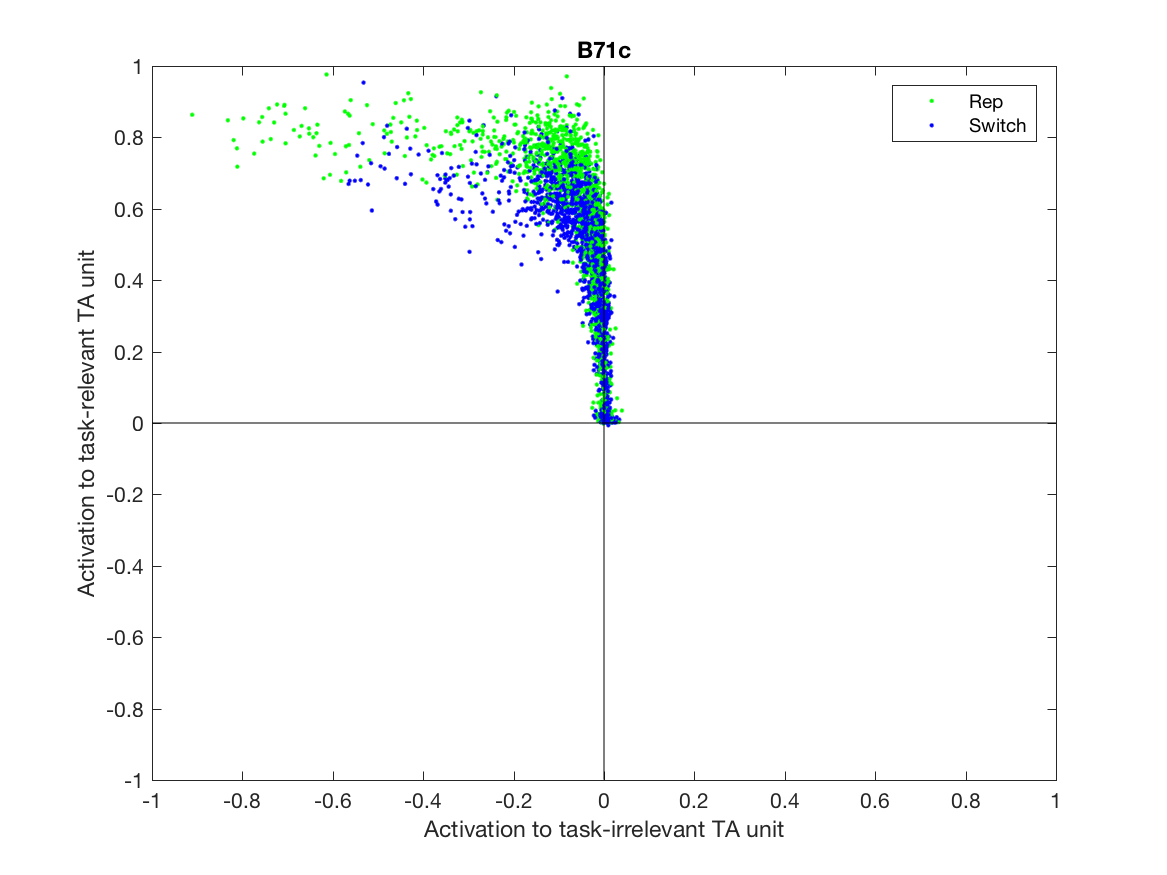 B71c
Rep
Switch
Activation to task-relevant TA unit
1
0.8
0.6
0.4
0.2
0
-0.2
-0.4
-0.6
-0.8
-1
-1 -0.8 -0.6 -0.4 -0.2 0 0.2 0.4 0.6 0.8 1
Activation to task-irrelevant TA unit